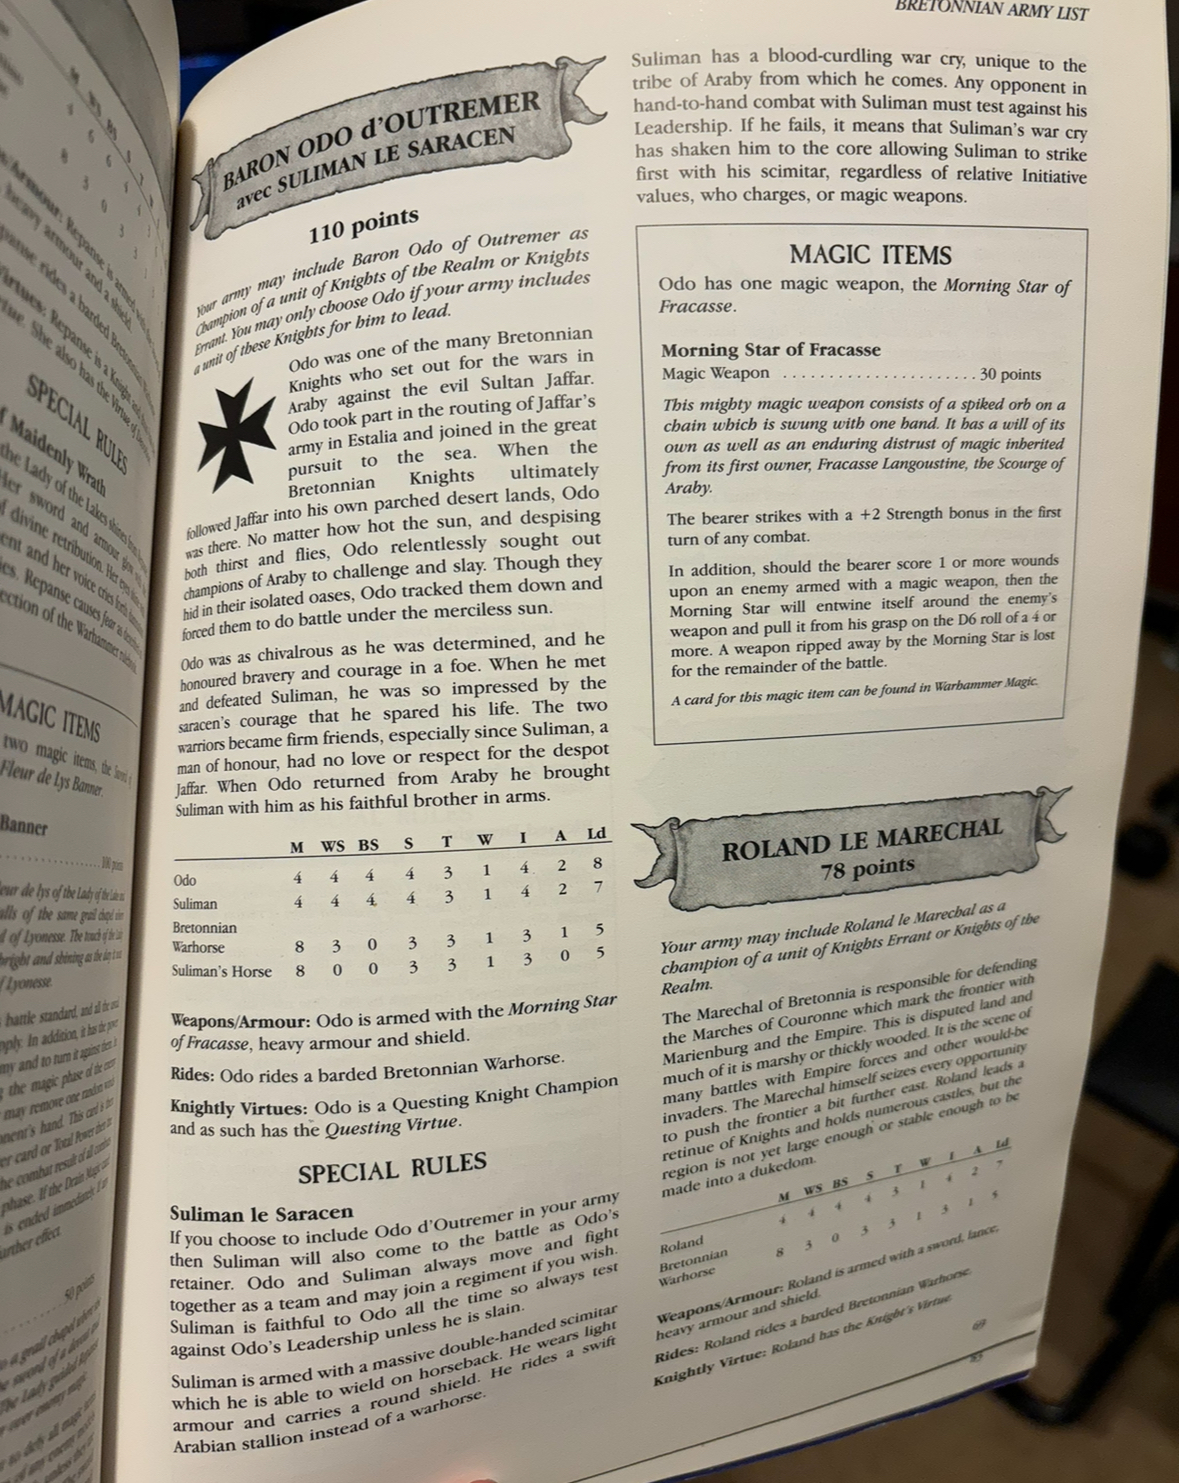 BRETONNIAN ARMY LIST
BARON ODO d'OUTREMER
avec SULIMAN LE SARACEN
110 points
Your army may include Baron Odo of Outremer as
Champion of a unit of Knights of the Realm or Knights
Errant. You may only choose Odo if your army includes
a unit of these Knights for him to lead.
Odo was one of the many Bretonnian
Knights who set out for the wars in
Araby against the evil Sultan Jaffar.
Odo took part in the routing of Jaffar's
army in Estalia and joined in the great
pursuit to the sea. When the
Bretonnian Knights ultimately
followed Jaffar into his own parched desert lands, Odo
was there. No matter how hot the sun, and despising
both thirst and flies, Odo relentlessly sought out
champions of Araby to challenge and slay. Though they
hid in their isolated oases, Odo tracked them down and
forced them to do battle under the merciless sun.
Odo was as chivalrous as he was determined, and he
honoured bravery and courage in a foe. When he met
and defeated Suliman, he was so impressed by the
saracen's courage that he spared his life. The two
warriors became firm friends, especially since Suliman, a
man of honour, had no love or respect for the despot
Jaffar. When Odo returned from Araby he brought
Suliman with him as his faithful brother in arms.
M WS BS S T W I A Ld
Odo 4 4 4 4 3 1 4 2 8
Suliman 4 4 4 4 3 1 4 2 7
Bretonnian
Warhorse 8 3 0 3 3 1 3 1 5
Suliman's Horse 8 0 0 3 3 1 3 0 5
Weapons/Armour: Odo is armed with the Morning Star
of Fracasse, heavy armour and shield.
Rides: Odo rides a barded Bretonnian Warhorse.
Knightly Virtues: Odo is a Questing Knight Champion
and as such has the Questing Virtue.
SPECIAL RULES
Suliman le Saracen
If you choose to include Odo d'Outremer in your army
then Suliman will also come to the battle as Odo's
retainer. Odo and Suliman always move and fight
together as a team and may join a regiment if you wish.
Suliman is faithful to Odo all the time so always test
against Odo's Leadership unless he is slain.
Suliman is armed with a massive double-handed scimitar
which he is able to wield on horseback. He wears light
armour and carries a round shield. He rides a swift
Arabian stallion instead of a warhorse.
Suliman has a blood-curdling war cry, unique to the
tribe of Araby from which he comes. Any opponent in
hand-to-hand combat with Suliman must test against his
Leadership. If he fails, it means that Suliman's war cry
has shaken him to the core allowing Suliman to strike
first with his scimitar, regardless of relative Initiative
values, who charges, or magic weapons.
MAGIC ITEMS
Odo has one magic weapon, the Morning Star of
Fracasse.
Morning Star of Fracasse
Magic Weapon ...................... 30 points
This mighty magic weapon consists of a spiked orb on a
chain which is swung with one hand. It has a will of its
own as well as an enduring distrust of magic inherited
from its first owner, Fracasse Langoustine, the Scourge of
Araby.
The bearer strikes with a +2 Strength bonus in the first
turn of any combat.
In addition, should the bearer score 1 or more wounds
upon an enemy armed with a magic weapon, then the
Morning Star will entwine itself around the enemy's
weapon and pull it from his grasp on the D6 roll of a 4 or
more. A weapon ripped away by the Morning Star is lost
for the remainder of the battle.
A card for this magic item can be found in Warhammer Magic.
ROLAND LE MARECHAL
78 points
Your army may include Roland le Marechal as a
champion of a unit of Knights Errant or Knights of the
Realm.
The Marechal of Bretonnia is responsible for defending
the Marches of Couronne which mark the frontier with
Marienburg and the Empire. This is disputed land and
much of it is marshy or thickly wooded. It is the scene of
many battles with Empire forces and other would-be
invaders. The Marechal himself seizes every opportunity
to push the frontier a bit further east. Roland leads a
retinue of Knights and holds numerous castles, but the
region is not yet large enough or stable enough to be
made into a dukedom.
M WS BS S T W I A Ld
Roland 4 4 4 4 3 1 4 2 7
Bretonnian
Warhorse 8 3 0 3 3 1 3 1 5
Weapons/Armour: Roland is armed with a sword, lance,
heavy armour and shield.
Rides: Roland rides a barded Bretonnian Warhorse.
Knightly Virtue: Roland has the Knight's Virtue.
SPECIAL RULES
Maidenly Wrath
MAGIC ITEMS
two magic items, the
Fleur de Lys Banner.
Banner
100 points
50 points